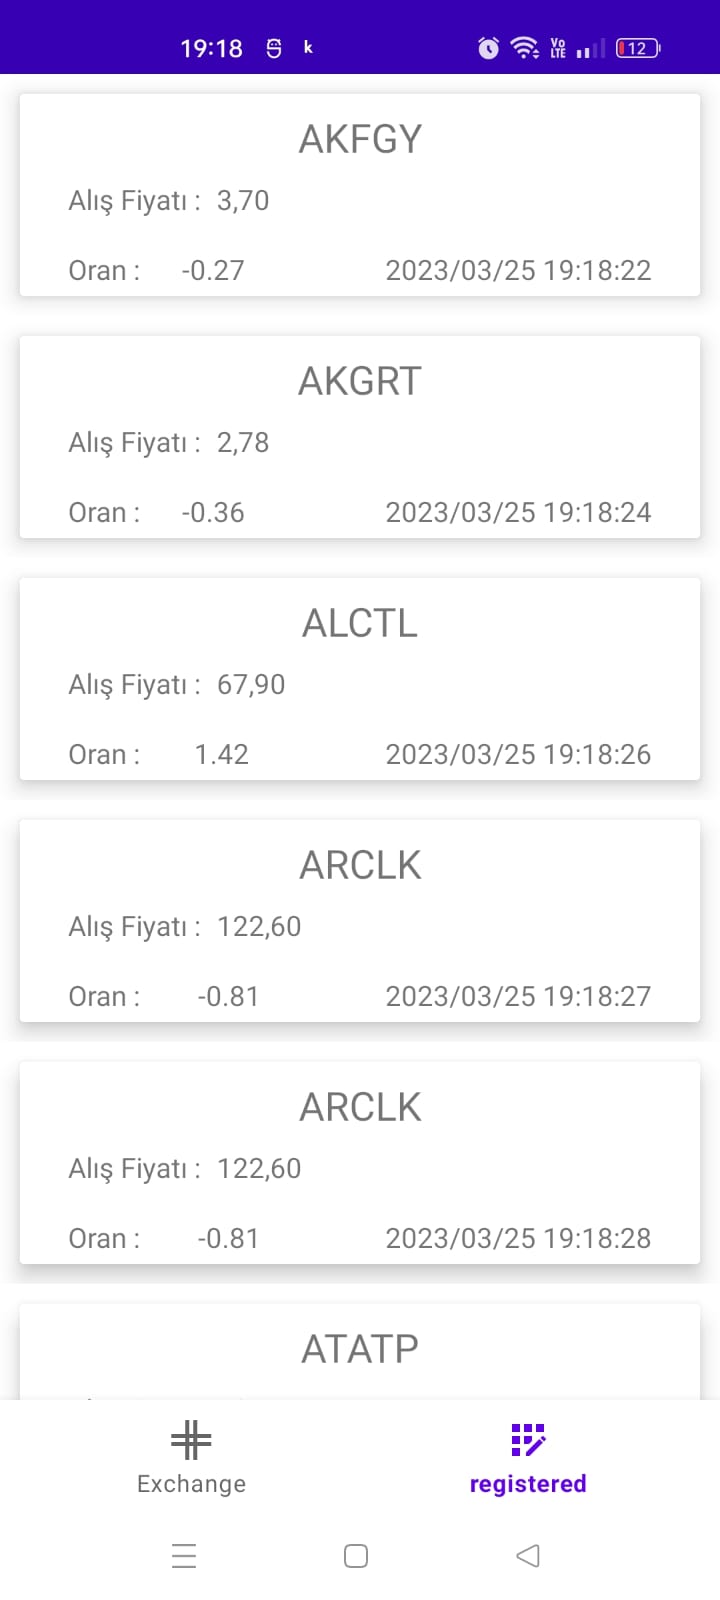 19:18 k Vo LTE 12
AKFGY
Alış Fiyatı : 3,70
Oran : -0.27 2023/03/25 19:18:22
AKGRT
Alış Fiyatı : 2,78
Oran : -0.36 2023/03/25 19:18:24
ALCTL
Alış Fiyatı : 67,90
Oran : 1.42 2023/03/25 19:18:26
ARCLK
Alış Fiyatı : 122,60
Oran : -0.81 2023/03/25 19:18:27
ARCLK
Alış Fiyatı : 122,60
Oran : -0.81 2023/03/25 19:18:28
ATATP
Exchange registered